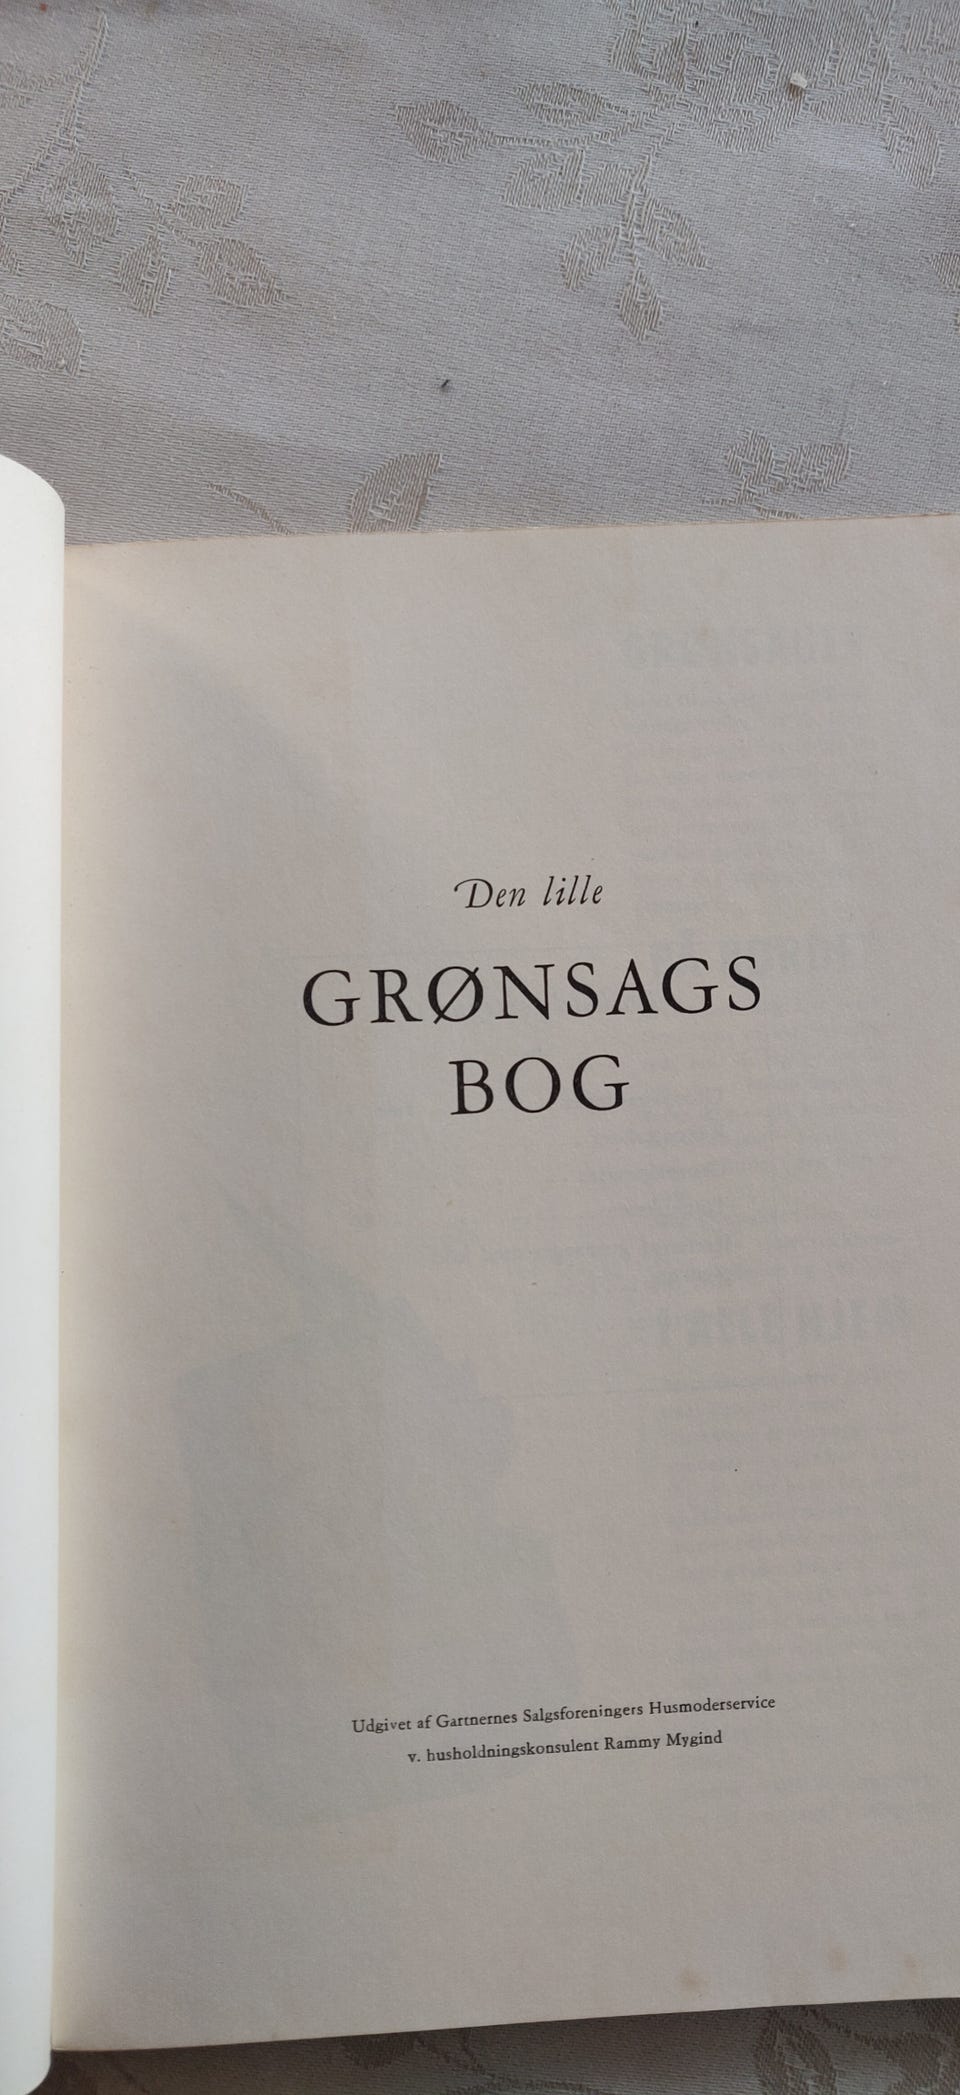 Den lille
GRØNSAGS
BOG
Udgivet af Gartnernes Salgsforeningers Husmoderservice
v. husholdningskonsulent Rammy Mygind